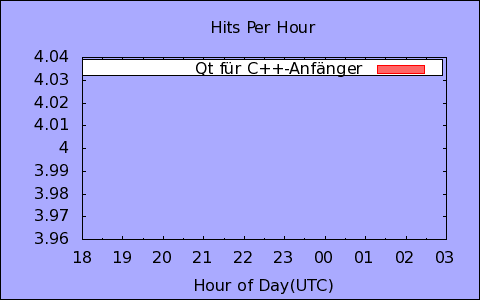 Hits Per Hour
4.04
Qt für C++-Anfänger
4.03
4.02
4.01
4
3.99
3.98
3.97
3.96
18 19 20 21 22 23 00 01 02 03
Hour of Day(UTC)